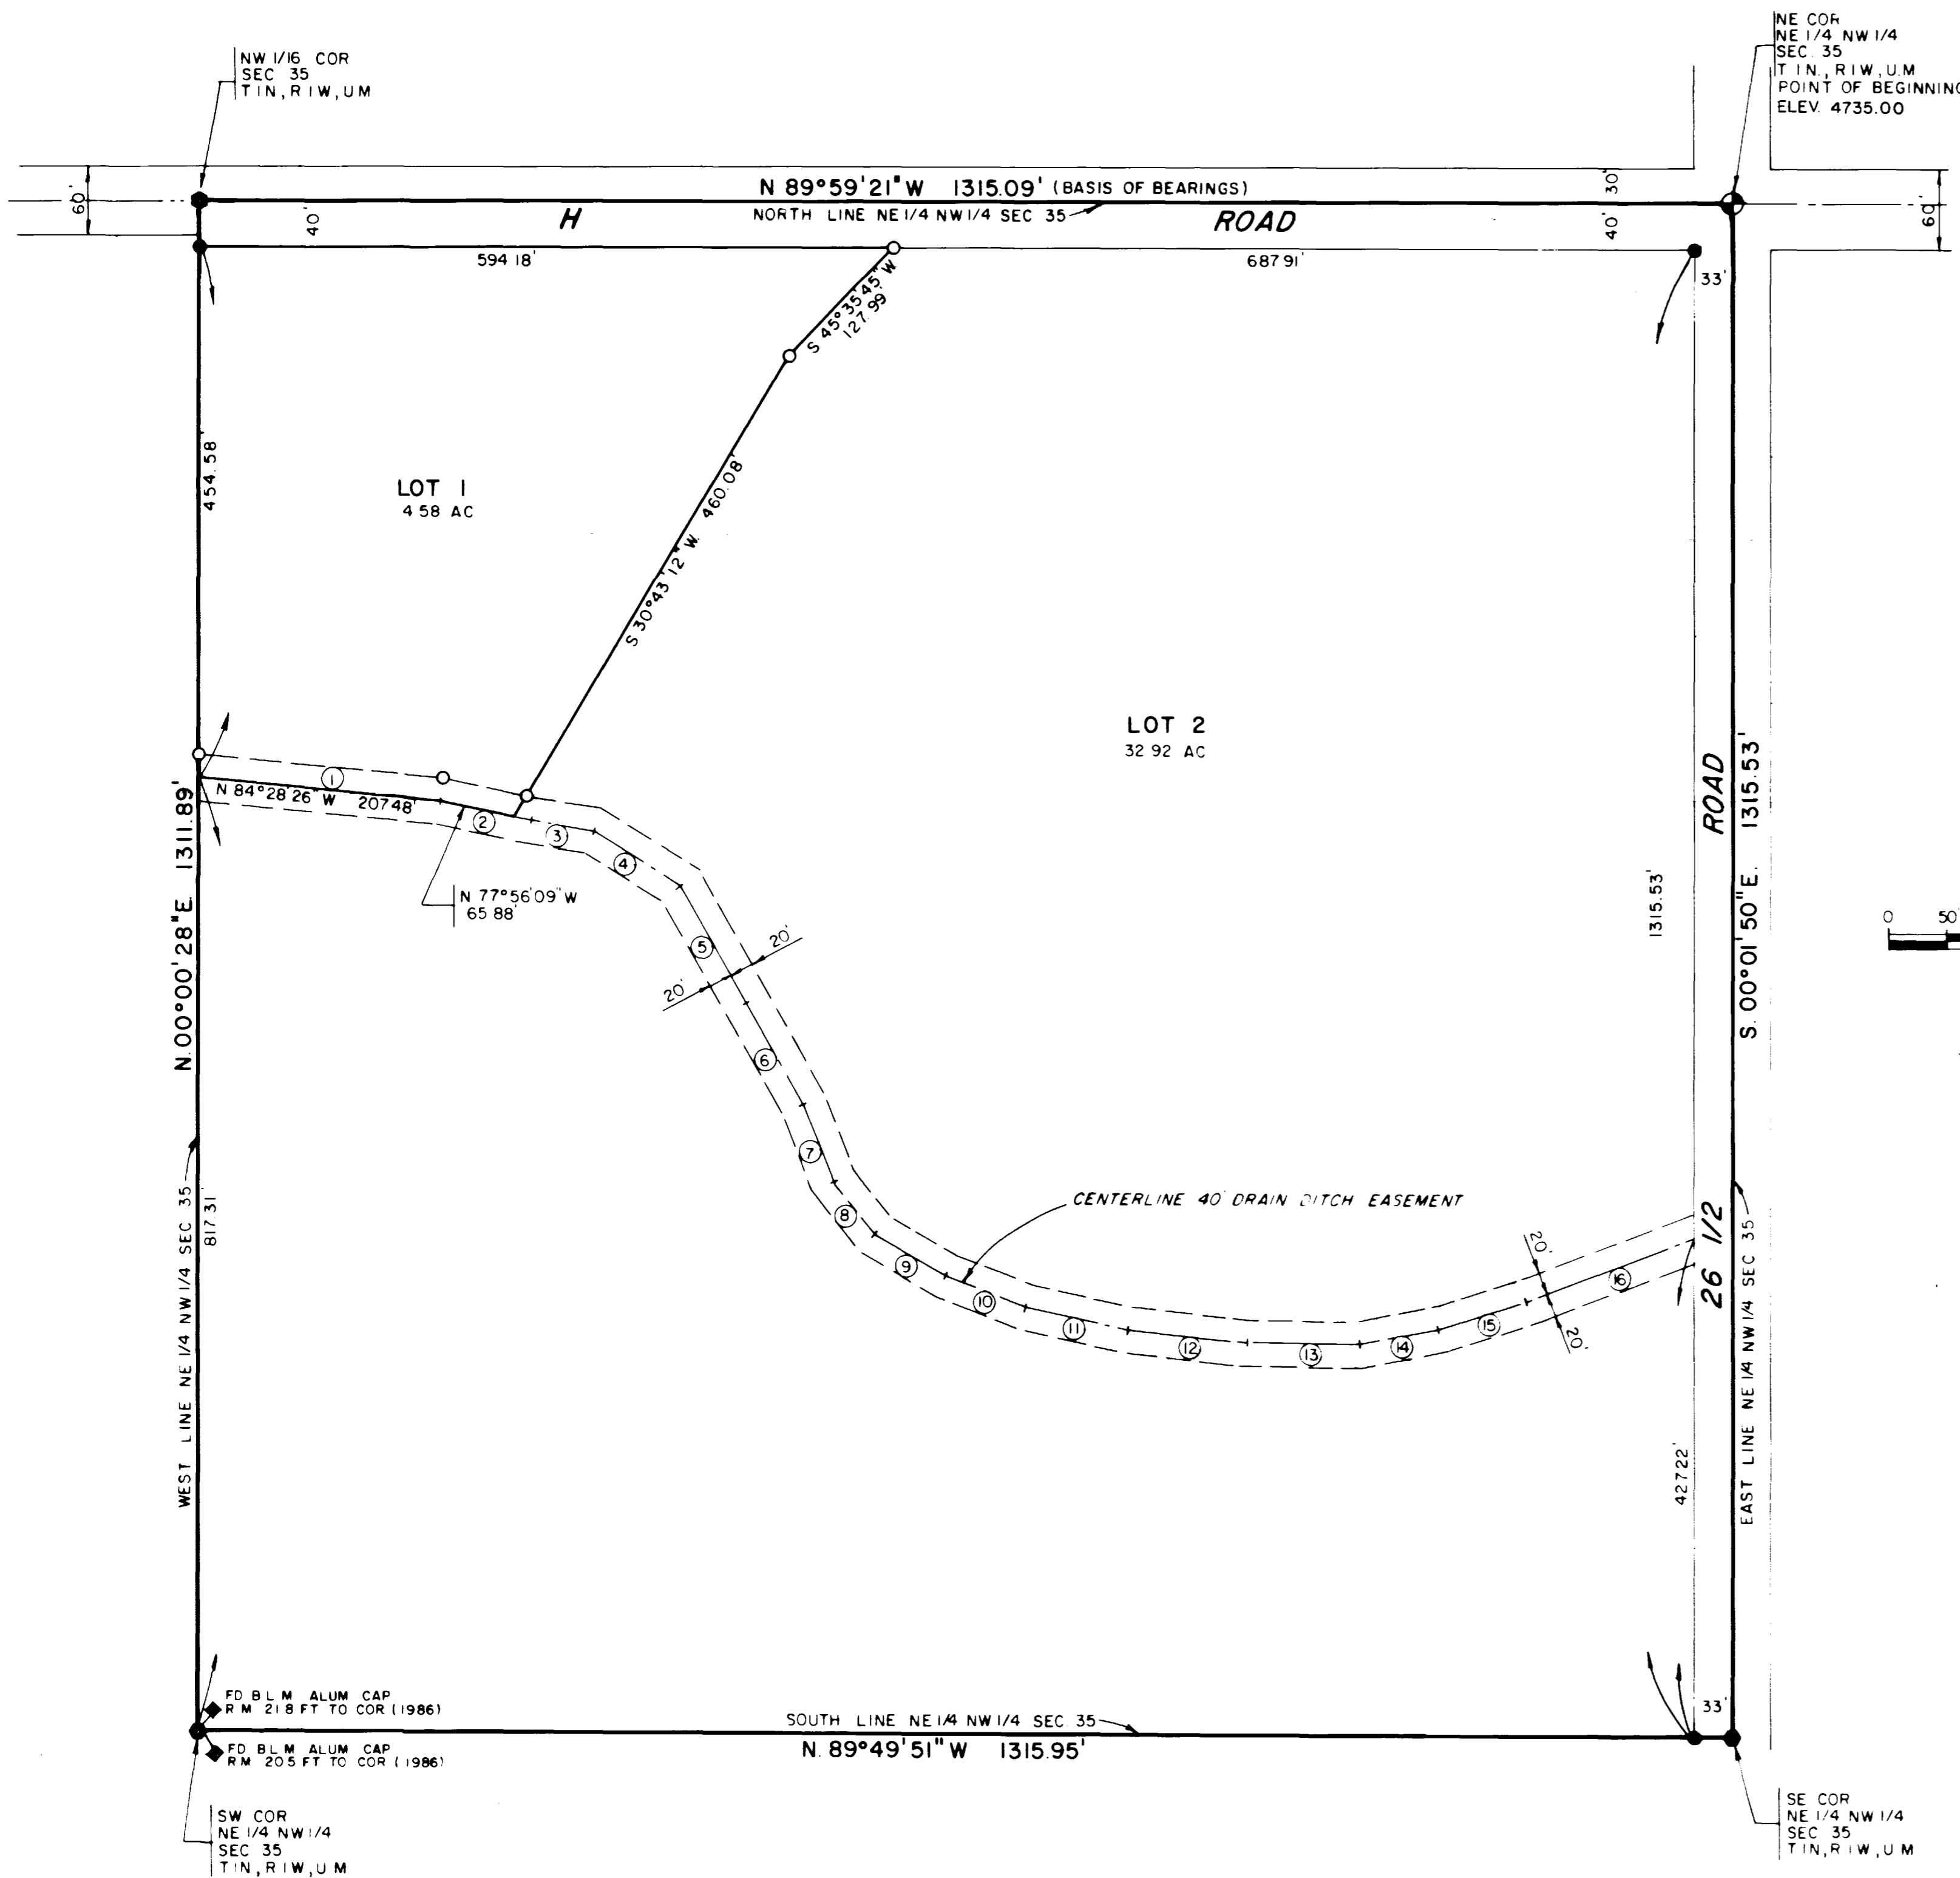 NW 1/16 COR
SEC 35
T1N, R1W, UM
NE COR
NE 1/4 NW 1/4
SEC. 35
T 1N., R1W, U.M
POINT OF BEGINNING
ELEV. 4735.00
60'
40'
N 89°59'21"W 1315.09' (BASIS OF BEARINGS)
NORTH LINE NE 1/4 NW 1/4 SEC 35
H ROAD
30'
40'
60'
594 18'
687 91'
33'
S 45°35'45" W
127.99'
454.58'
LOT 1
4 58 AC
S 30°43'12" W. 460.08'
LOT 2
32 92 AC
1
N 84°28'26" W 207 48'
2
3
4
N 77°56'09" W
65 88'
5
20'
20'
6
7
8
9
10
11
12
13
14
15
16
CENTERLINE 40' DRAIN DITCH EASEMENT
20'
20'
N.00°00'28"E. 1311.89'
WEST LINE NE 1/4 NW 1/4 SEC 35
817 31'
1315.53'
427 22'
26 1/2 ROAD
S. 00°01'50"E. 1315.53'
EAST LINE NE 1/4 NW 1/4 SEC 35
0 50'
FD B L M ALUM CAP
R M 21 8 FT TO COR (1986)
FD B L M ALUM CAP
R M 20 5 FT TO COR (1986)
SOUTH LINE NE 1/4 NW 1/4 SEC. 35
N. 89°49'51"W 1315.95'
33'
SW COR
NE 1/4 NW 1/4
SEC 35
T1N, R1W, U M
SE COR
NE 1/4 NW 1/4
SEC 35
T1N, R1W, U M